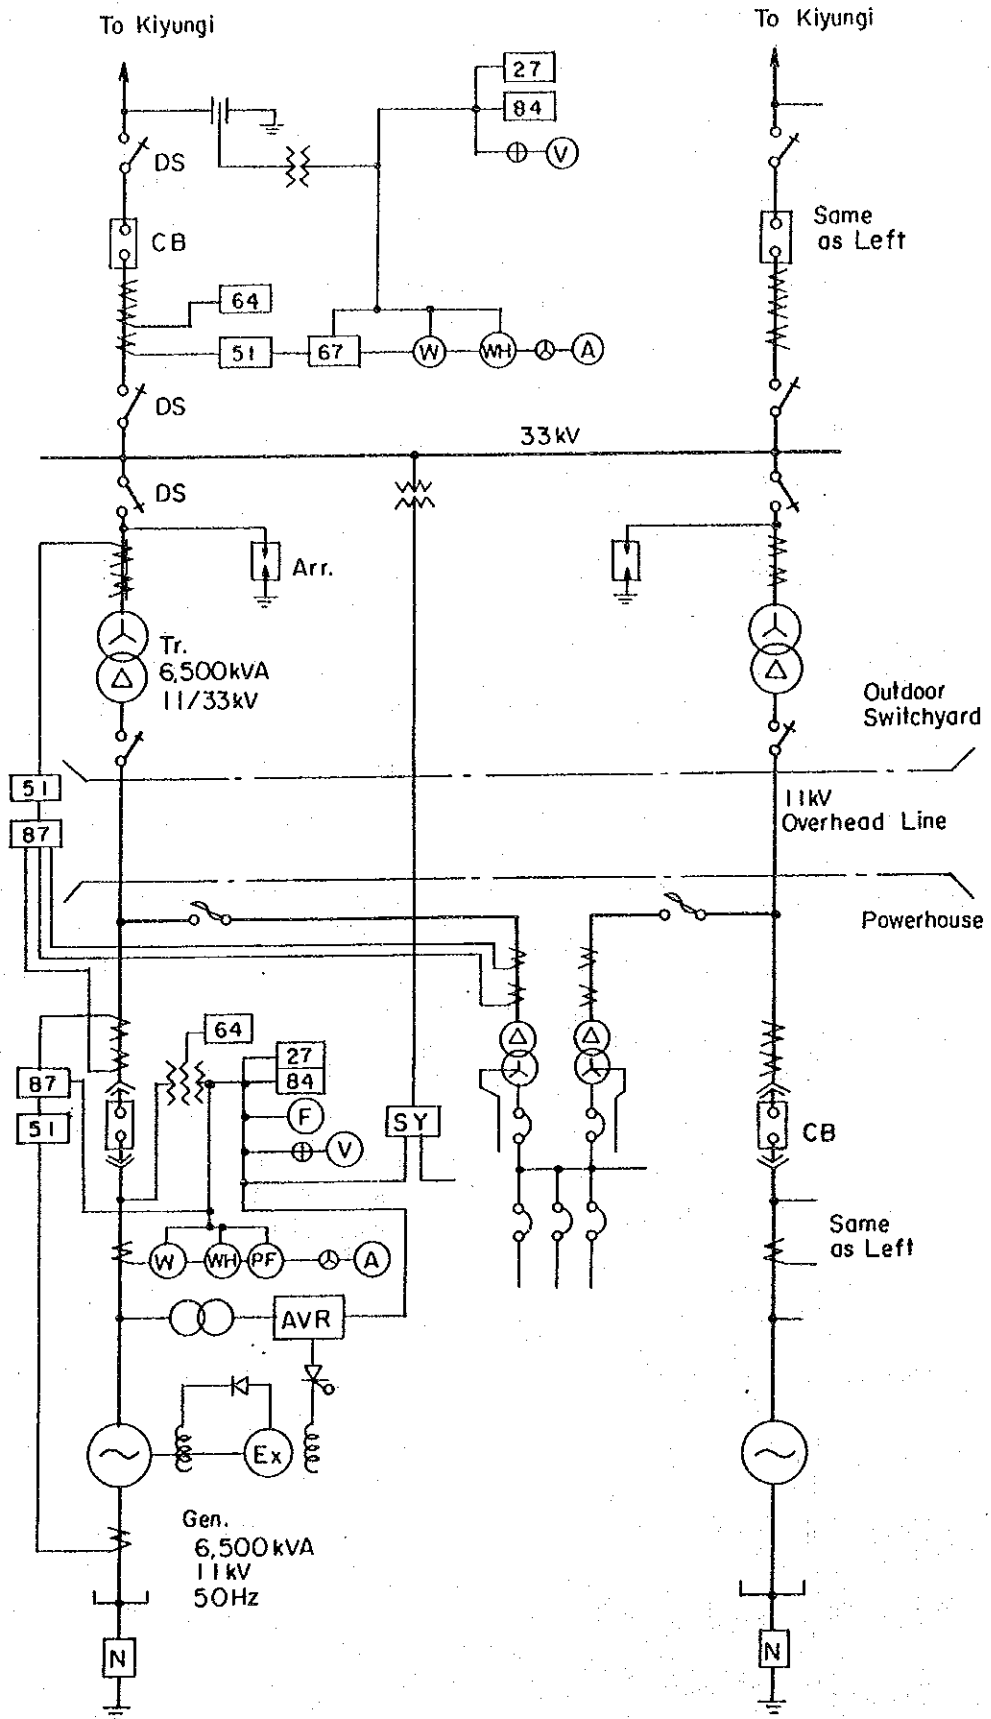 To Kiyungi
To Kiyungi
27
84
V
DS
CB
Same
as Left
64
51
67
W
WH
A
DS
33kV
DS
Arr.
Tr.
6,500kVA
11/33kV
Outdoor
Switchyard
51
87
11kV
Overhead Line
Powerhouse
64
27
84
87
51
F
V
SY
CB
Same
as Left
W
WH
PF
A
AVR
Ex
Gen.
6,500kVA
11kV
50Hz
N
N